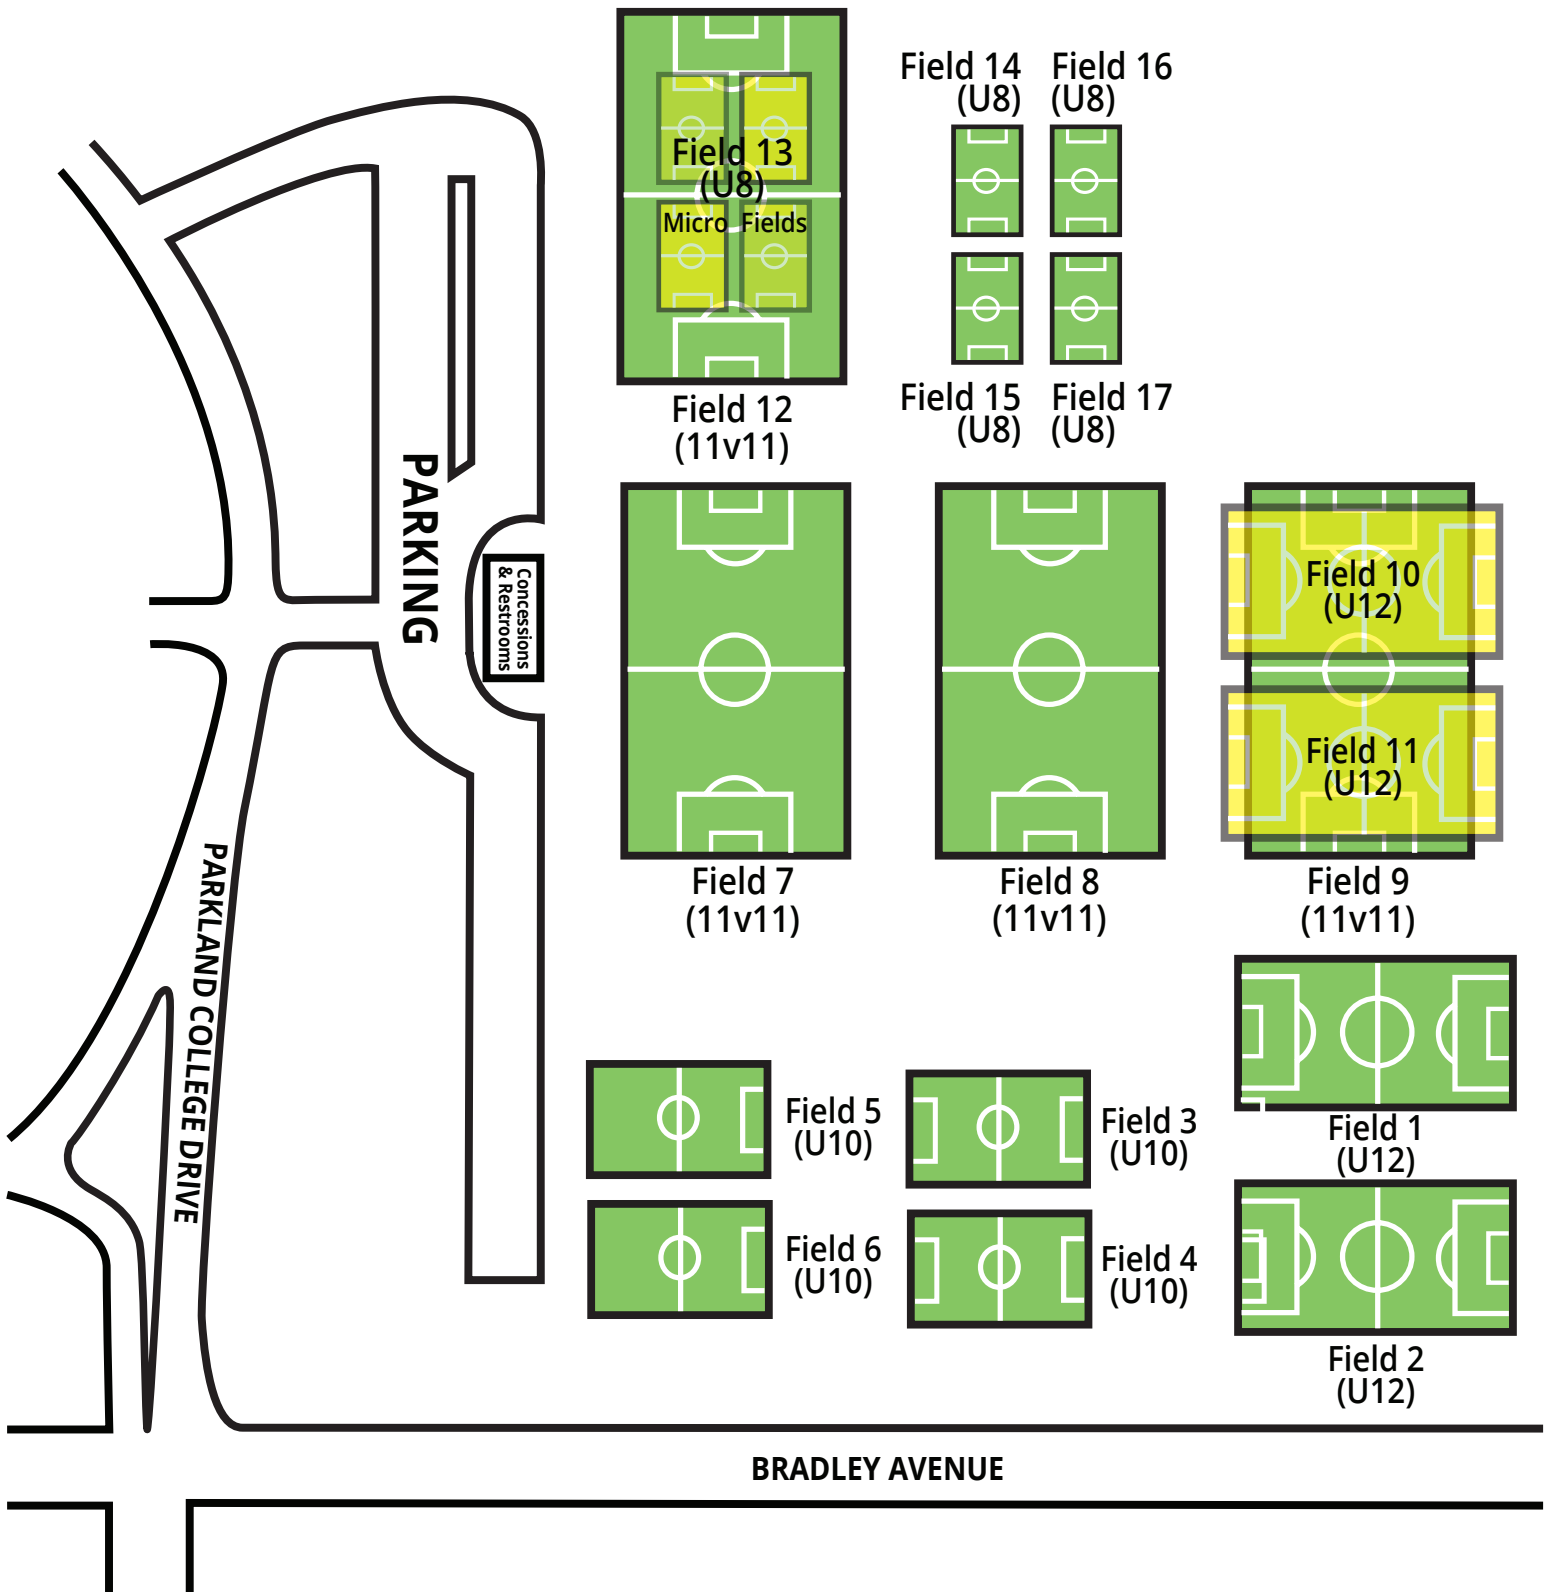 Field 14
(U8)
Field 16
(U8)
Field 13
(U8)
Micro Fields
Field 12
(11v11)
Field 15
(U8)
Field 17
(U8)
PARKING
Concessions
& Restrooms
Field 10
(U12)
Field 11
(U12)
Field 7
(11v11)
Field 8
(11v11)
Field 9
(11v11)
PARKLAND COLLEGE DRIVE
Field 5
(U10)
Field 3
(U10)
Field 1
(U12)
Field 6
(U10)
Field 4
(U10)
Field 2
(U12)
BRADLEY AVENUE